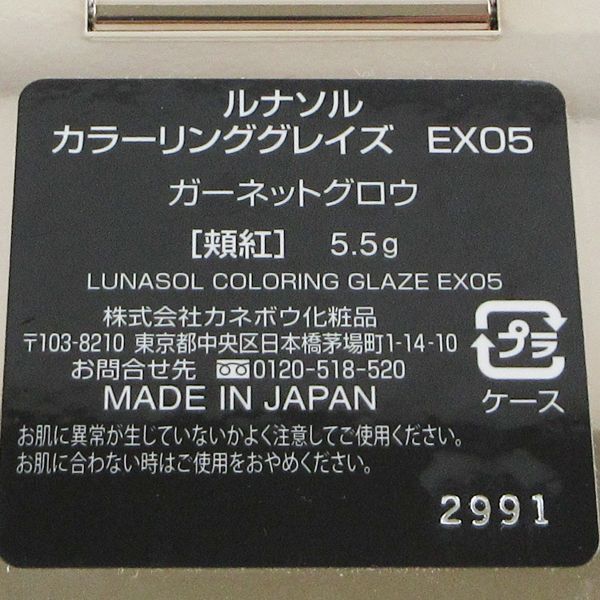 ルナソル
カラーリンググレイズ EX05
ガーネットグロウ
[頬紅] 5.5g
LUNASOL COLORING GLAZE EX05
株式会社カネボウ化粧品
〒103-8210 東京都中央区日本橋茅場町1-14-10
お問合せ先 0120-518-520
MADE IN JAPAN
プラ
ケース
お肌に異常が生じていないかよく注意してご使用ください。
お肌に合わない時はご使用をおやめください。
2991